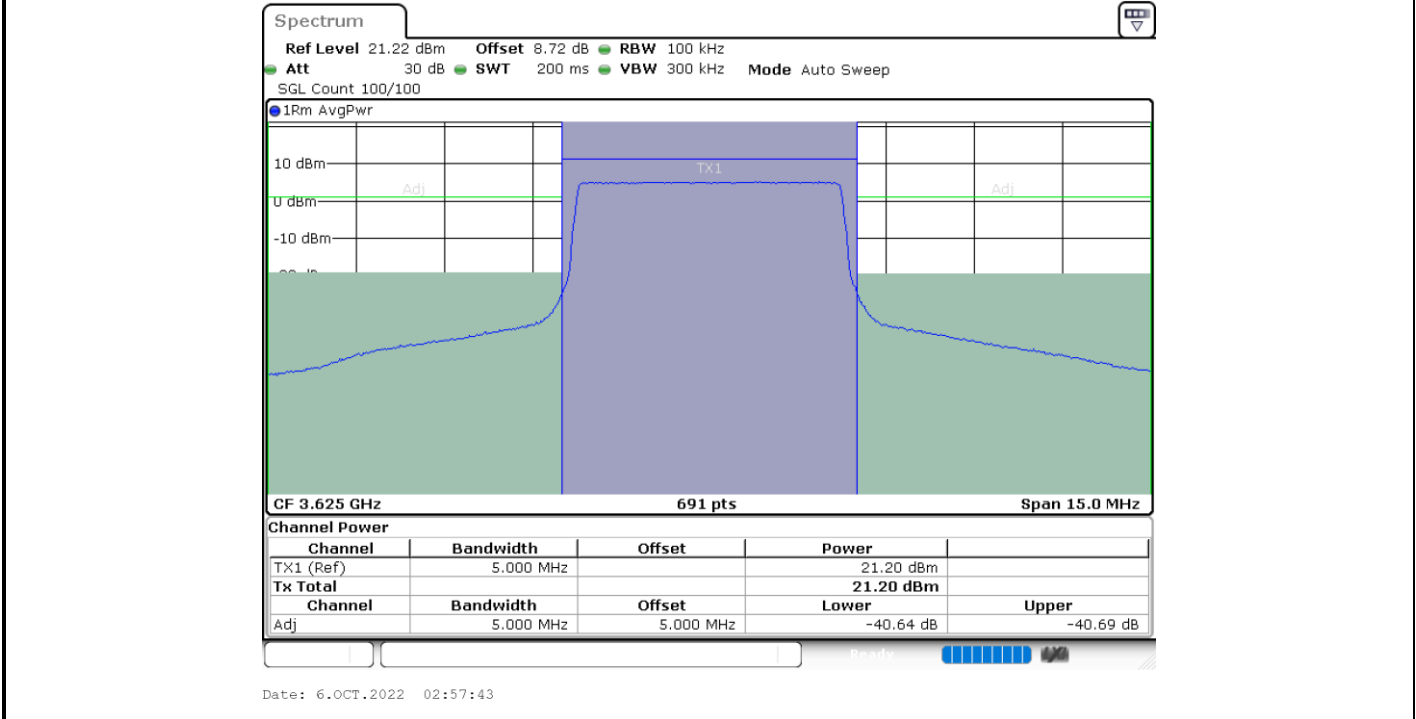 Spectrum
Ref Level 21.22 dBm Offset 8.72 dB RBW 100 kHz
Att 30 dB SWT 200 ms VBW 300 kHz Mode Auto Sweep
SGL Count 100/100
1Rm AvgPwr
10 dBm
TX1
Adj Adj
0 dBm
-10 dBm
CF 3.625 GHz 691 pts Span 15.0 MHz
Channel Power
Channel Bandwidth Offset Power
TX1 (Ref) 5.000 MHz 21.20 dBm
Tx Total 21.20 dBm
Channel Bandwidth Offset Lower Upper
Adj 5.000 MHz 5.000 MHz -40.64 dB -40.69 dB
Ready
Date: 6.OCT.2022 02:57:43